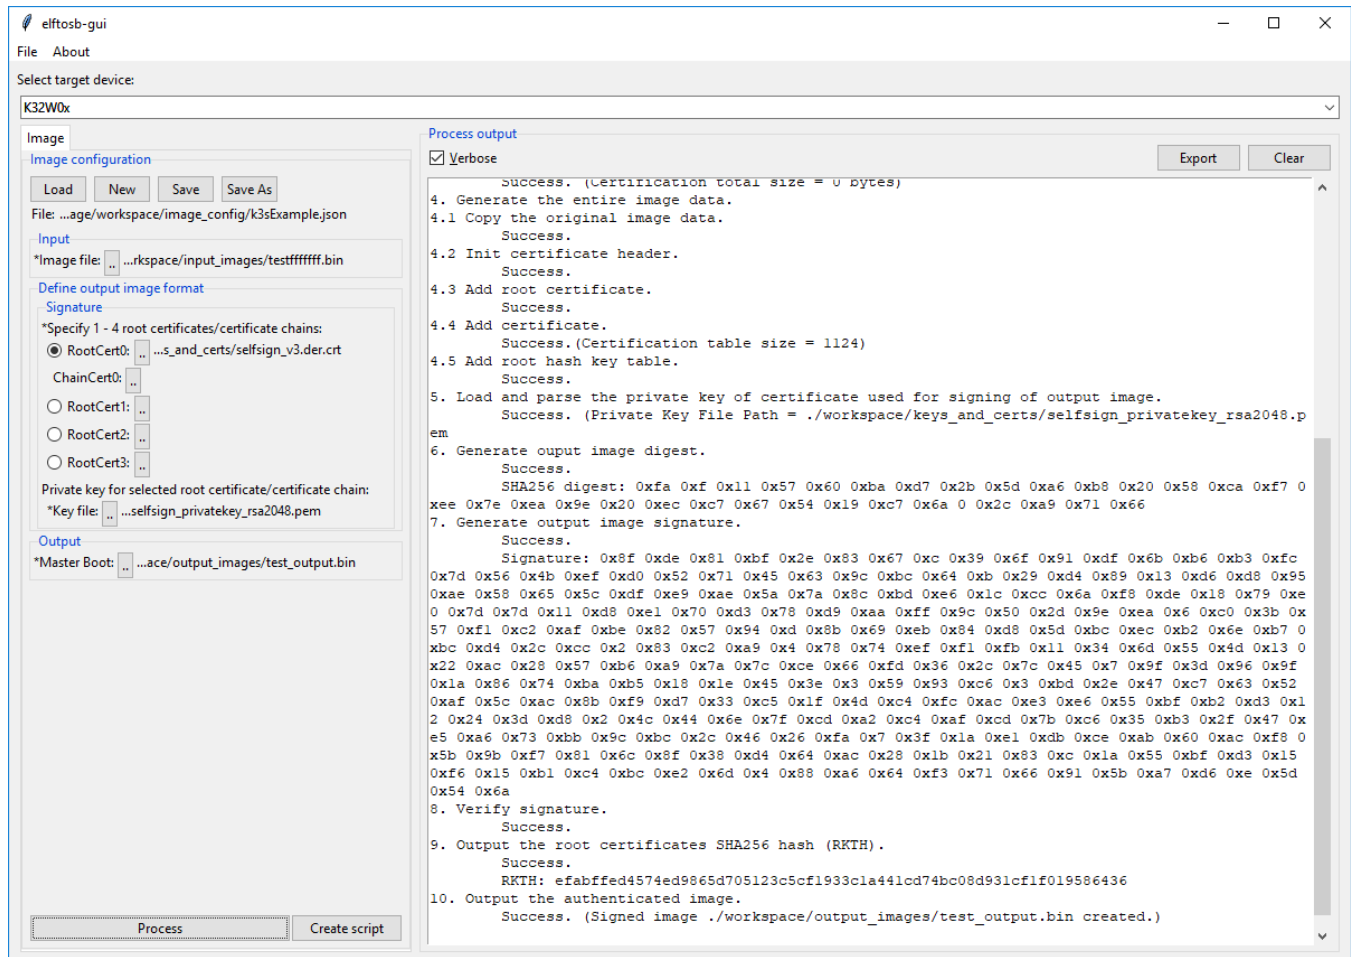 elftosb-gui
File About
Select target device:
K32W0x
Image
Image configuration
Load New Save Save As
File: ...age/workspace/image_config/k3sExample.json
Input
*Image file: .. ...rkspace/input_images/testfffffff.bin
Define output image format
Signature
*Specify 1 - 4 root certificates/certificate chains:
RootCert0: .. ...s_and_certs/selfsign_v3.der.crt
ChainCert0: ..
RootCert1: ..
RootCert2: ..
RootCert3: ..
Private key for selected root certificate/certificate chain:
*Key file: .. ...selfsign_privatekey_rsa2048.pem
Output
*Master Boot: .. ...ace/output_images/test_output.bin
Process Create script
Process output
Verbose
Export Clear
Success. (Certification total size = 0 bytes)
4. Generate the entire image data.
4.1 Copy the original image data.
Success.
4.2 Init certificate header.
Success.
4.3 Add root certificate.
Success.
4.4 Add certificate.
Success.(Certification table size = 1124)
4.5 Add root hash key table.
Success.
5. Load and parse the private key of certificate used for signing of output image.
Success. (Private Key File Path = ./workspace/keys_and_certs/selfsign_privatekey_rsa2048.p
em
6. Generate ouput image digest.
Success.
SHA256 digest: 0xfa 0xf 0x11 0x57 0x60 0xba 0xd7 0x2b 0x5d 0xa6 0xb8 0x20 0x58 0xca 0xf7 0
xee 0x7e 0xea 0x9e 0x20 0xec 0xc7 0x67 0x54 0x19 0xc7 0x6a 0 0x2c 0xa9 0x71 0x66
7. Generate output image signature.
Success.
Signature: 0x8f 0xde 0x81 0xbf 0x2e 0x83 0x67 0xc 0x39 0x6f 0x91 0xdf 0x6b 0xb6 0xb3 0xfc
0x7d 0x56 0x4b 0xef 0xd0 0x52 0x71 0x45 0x63 0x9c 0xbc 0x64 0xb 0x29 0xd4 0x89 0x13 0xd6 0xd8 0x95
0xae 0x58 0x65 0x5c 0xdf 0xe9 0xae 0x5a 0x7a 0x8c 0xbd 0xe6 0x1c 0xcc 0x6a 0xf8 0xde 0x18 0x79 0xe
0 0x7d 0x7d 0x11 0xd8 0xe1 0x70 0xd3 0x78 0xd9 0xaa 0xff 0x9c 0x50 0x2d 0x9e 0xea 0x6 0xc0 0x3b 0x
57 0xf1 0xc2 0xaf 0xbe 0x82 0x57 0x94 0xd 0x8b 0x69 0xeb 0x84 0xd8 0x5d 0xbc 0xec 0xb2 0x6e 0xb7 0
xbc 0xd4 0x2c 0xcc 0x2 0x83 0xc2 0xa9 0x4 0x78 0x74 0xef 0xf1 0xfb 0x11 0x34 0x6d 0x55 0x4d 0x13 0
x22 0xac 0x28 0x57 0xb6 0xa9 0x7a 0x7c 0xce 0x66 0xfd 0x36 0x2c 0x7c 0x45 0x7 0x9f 0x3d 0x96 0x9f
0x1a 0x86 0x74 0xba 0xb5 0x18 0x1e 0x45 0x3e 0x3 0x59 0x93 0xc6 0x3 0xbd 0x2e 0x47 0xc7 0x63 0x52
0xaf 0x5c 0xac 0x8b 0xf9 0xd7 0x33 0xc5 0x1f 0x4d 0xc4 0xfc 0xac 0xe3 0xe6 0x55 0xbf 0xb2 0xd3 0x1
2 0x24 0x3d 0xd8 0x2 0x4c 0x44 0x6e 0x7f 0xcd 0xa2 0xc4 0xaf 0xcd 0x7b 0xc6 0x35 0xb3 0x2f 0x47 0x
e5 0xa6 0x73 0xbb 0x9c 0xbc 0x2c 0x46 0x26 0xfa 0x7 0x3f 0x1a 0xe1 0xdb 0xce 0xab 0x60 0xac 0xf8 0
x5b 0x9b 0xf7 0x81 0x6c 0x8f 0x38 0xd4 0x64 0xac 0x28 0x1b 0x21 0x83 0xc 0x1a 0x55 0xbf 0xd3 0x15
0xf6 0x15 0xb1 0xc4 0xbc 0xe2 0x6d 0x4 0x88 0xa6 0x64 0xf3 0x71 0x66 0x91 0x5b 0xa7 0xd6 0xe 0x5d
0x54 0x6a
8. Verify signature.
Success.
9. Output the root certificates SHA256 hash (RKTH).
Success.
RKTH: efabffed4574ed9865d705123c5cf1933c1a441cd74bc08d931cf1f019586436
10. Output the authenticated image.
Success. (Signed image ./workspace/output_images/test_output.bin created.)